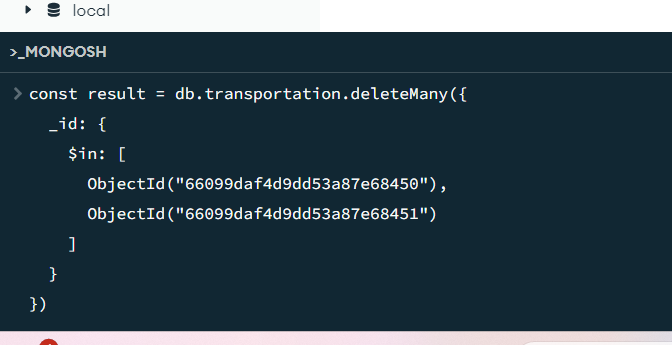 local
>_MONGOSH
> const result = db.transportation.deleteMany({
_id: {
$in: [
ObjectId("66099daf4d9dd53a87e68450"),
ObjectId("66099daf4d9dd53a87e68451")
]
}
})